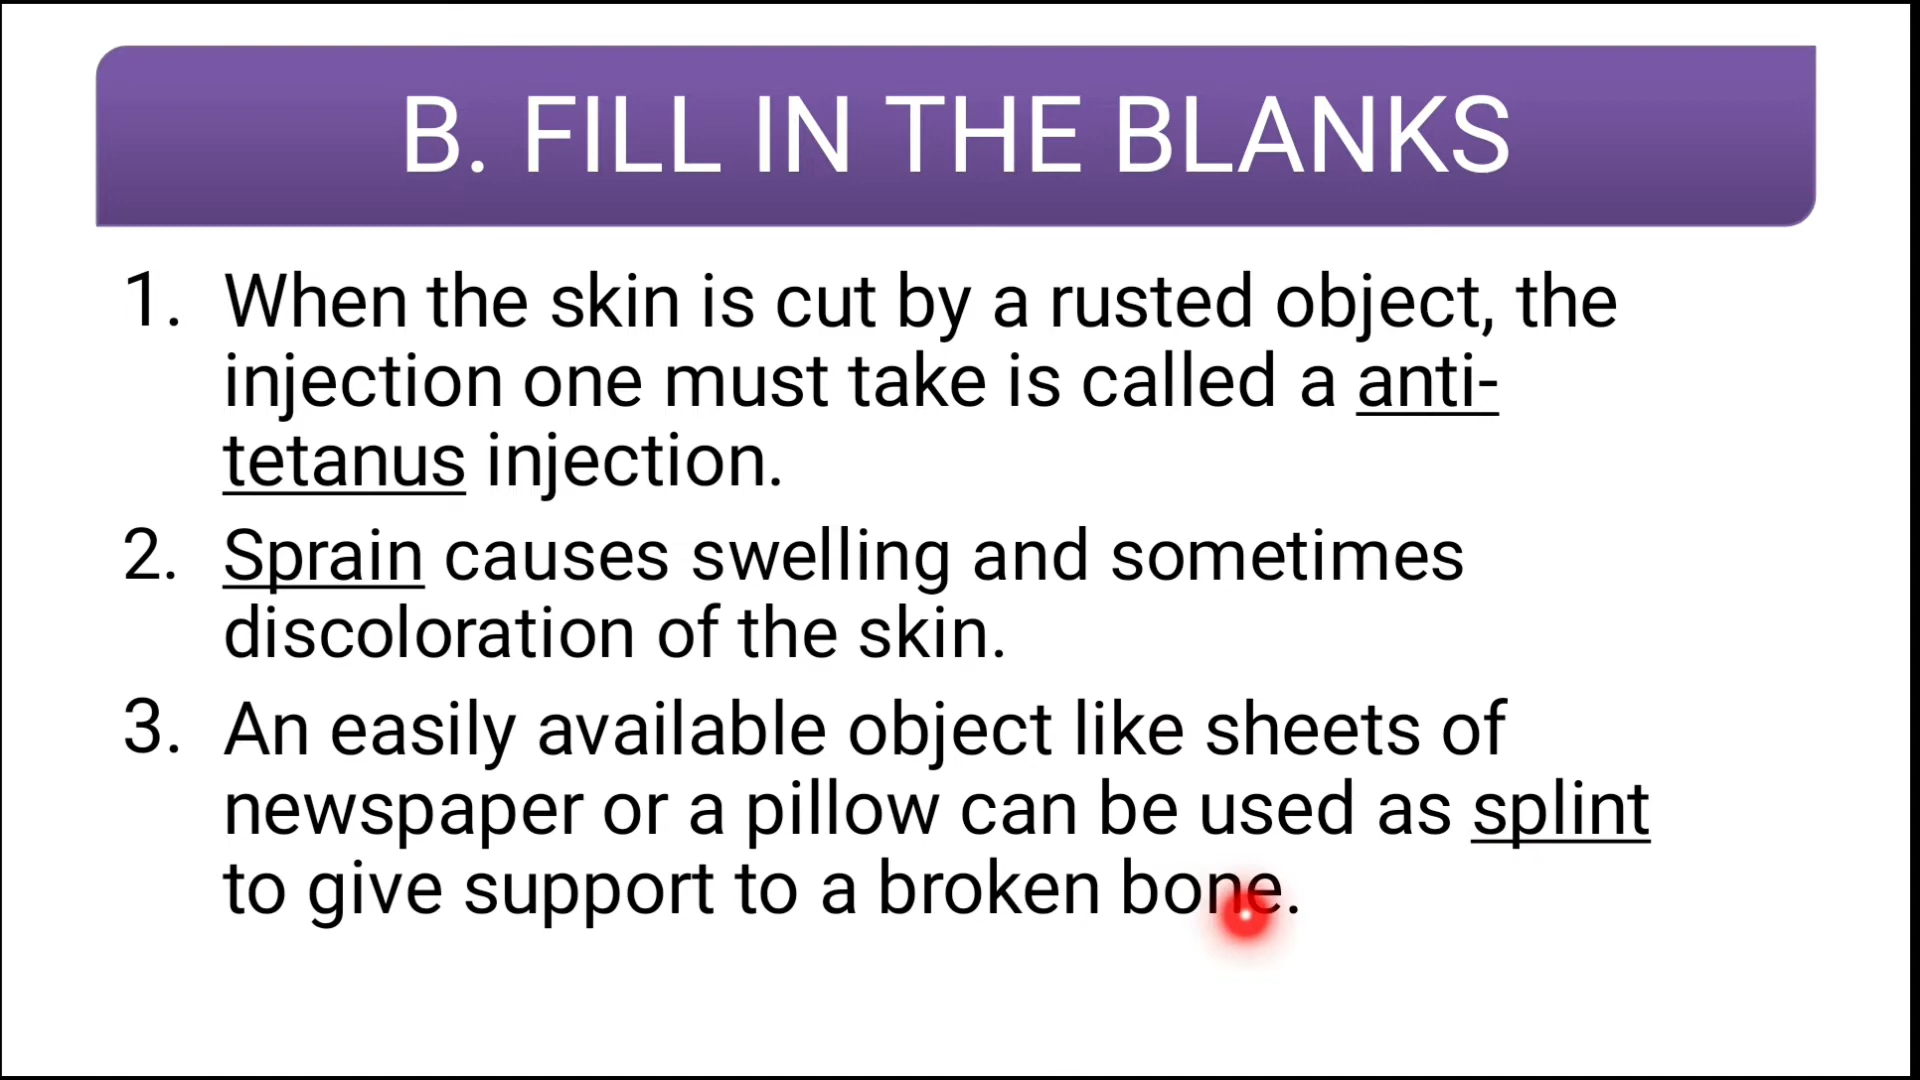 B. FILL IN THE BLANKS
1. When the skin is cut by a rusted object, the
injection one must take is called a anti-
tetanus injection.
2. Sprain causes swelling and sometimes
discoloration of the skin.
3. An easily available object like sheets of
newspaper or a pillow can be used as splint
to give support to a broken bone.